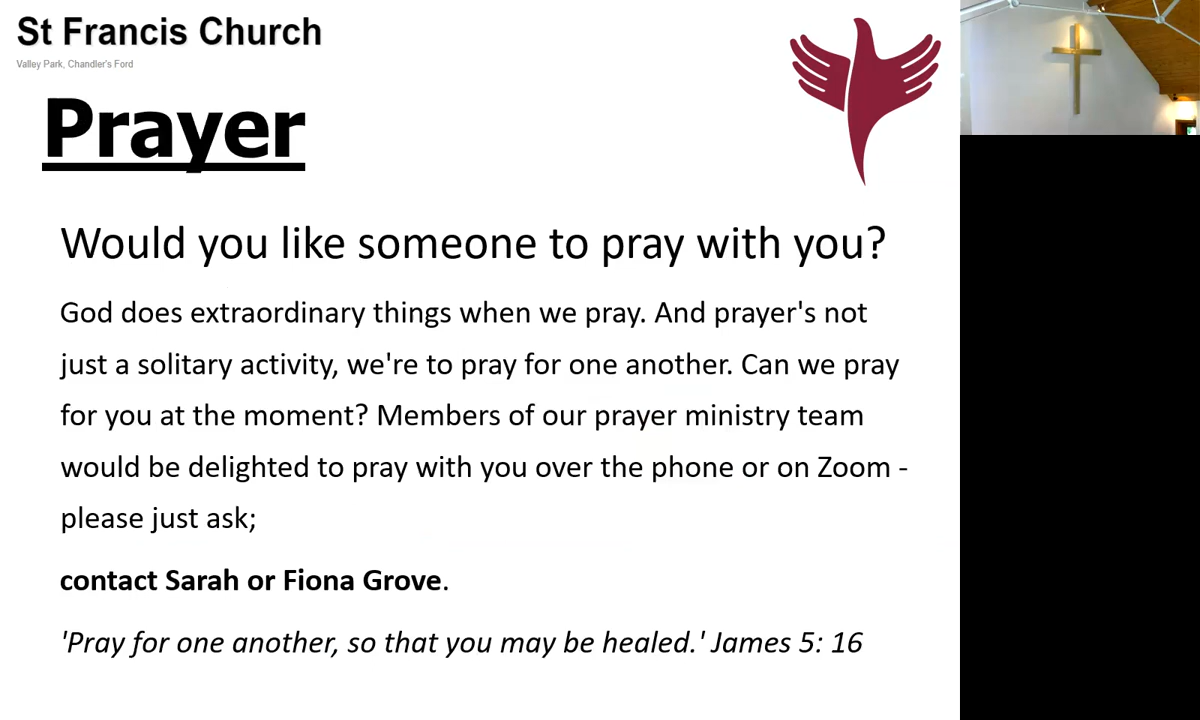 St Francis Church
Valley Park, Chandler's Ford
Prayer
Would you like someone to pray with you?
God does extraordinary things when we pray. And prayer's not
just a solitary activity, we're to pray for one another. Can we pray
for you at the moment? Members of our prayer ministry team
would be delighted to pray with you over the phone or on Zoom -
please just ask;
contact Sarah or Fiona Grove.
'Pray for one another, so that you may be healed.' James 5: 16